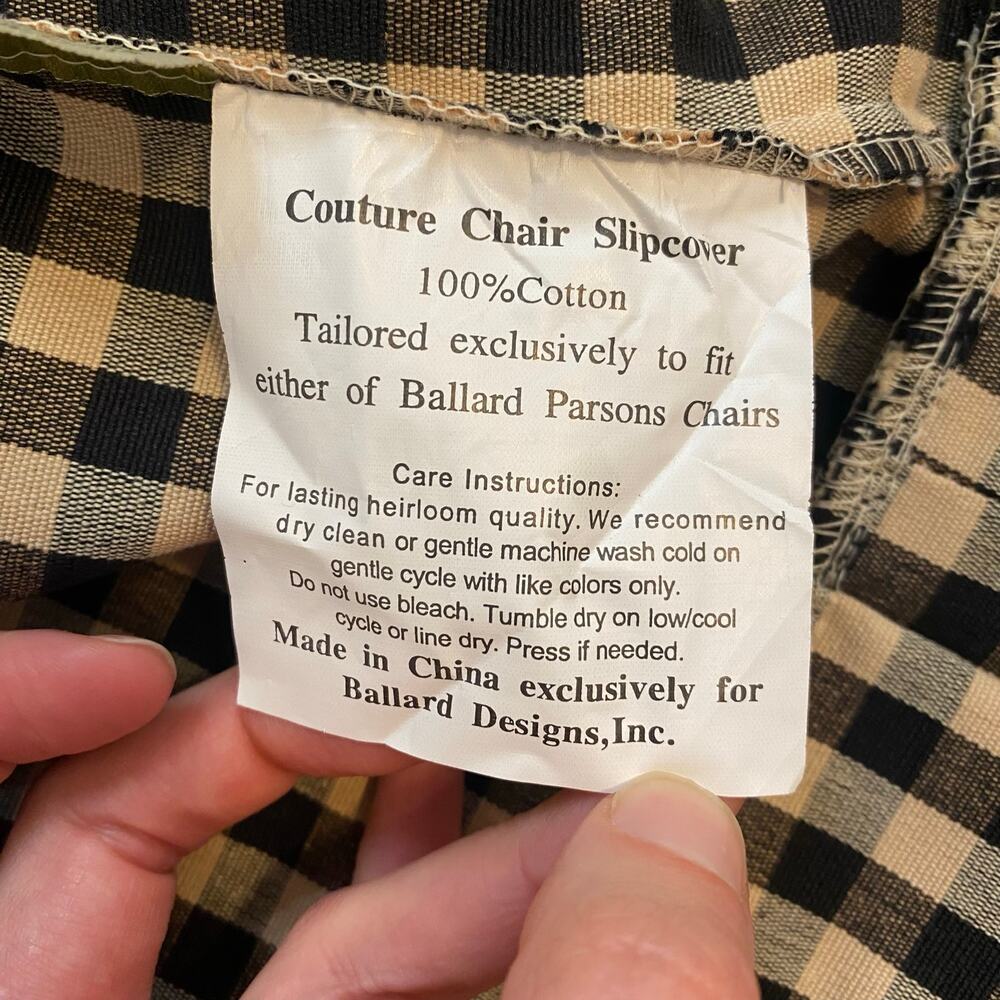 Couture Chair Slipcover
100%Cotton
Tailored exclusively to fit
either of Ballard Parsons Chairs
Care Instructions:
For lasting heirloom quality. We recommend
dry clean or gentle machine wash cold on
gentle cycle with like colors only.
Do not use bleach. Tumble dry on low/cool
cycle or line dry. Press if needed.
Made in China exclusively for
Ballard Designs,Inc.